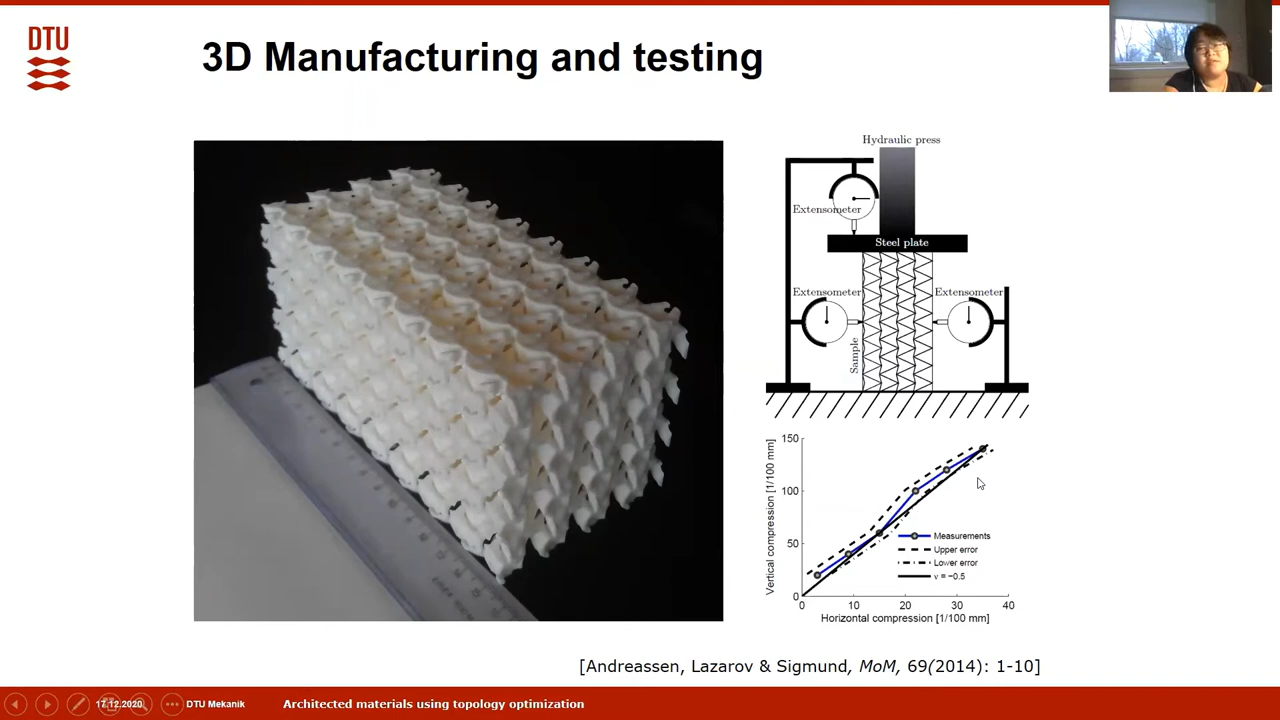 DTU
3D Manufacturing and testing
Hydraulic press
Extensometer
Steel plate
Extensometer
Extensometer
Sample
150
100
50
0
0
10
20
30
40
Vertical compression [1/100 mm]
Horizontal compression [1/100 mm]
Measurements
Upper error
Lower error
ν = −0.5
[Andreassen, Lazarov & Sigmund, MoM, 69(2014): 1-10]
17.12.2020
DTU Mekanik
Architected materials using topology optimization